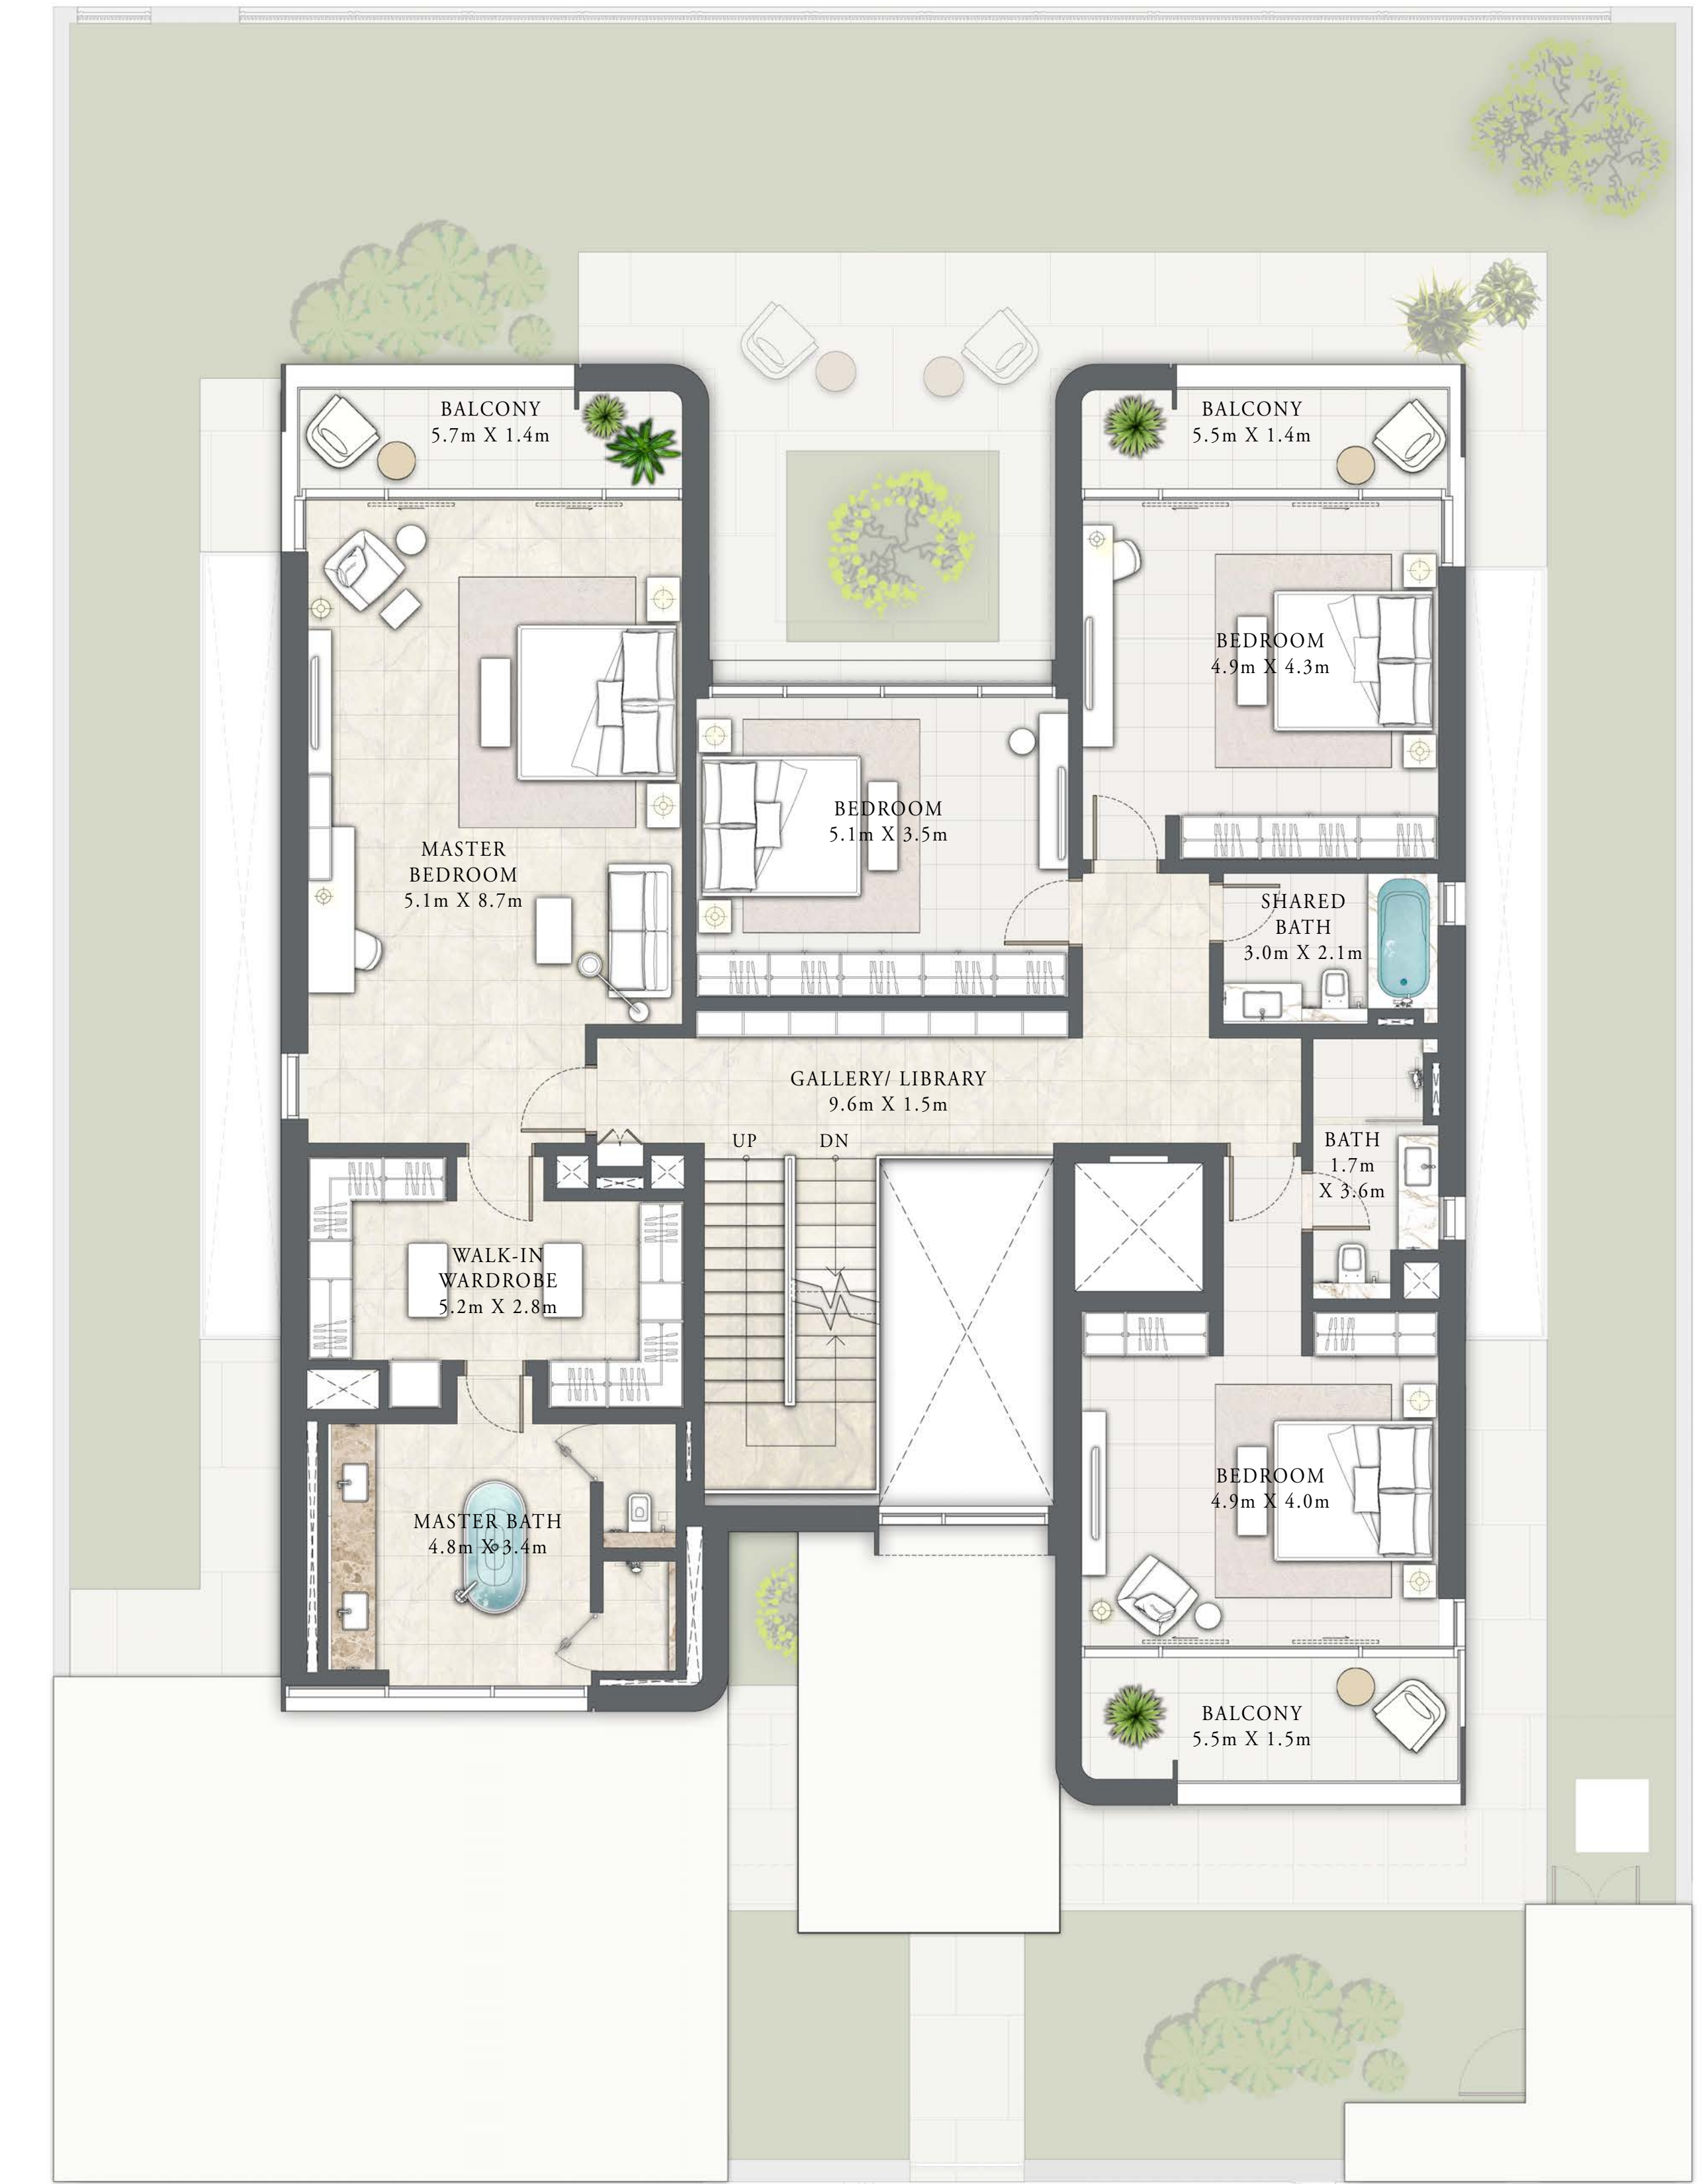 BALCONY
5.7m X 1.4m
BALCONY
5.5m X 1.4m
BEDROOM
4.9m X 4.3m
BEDROOM
5.1m X 3.5m
MASTER
BEDROOM
5.1m X 8.7m
SHARED
BATH
3.0m X 2.1m
GALLERY/ LIBRARY
9.6m X 1.5m
UP
DN
BATH
1.7m
X 3.6m
WALK-IN
WARDROBE
5.2m X 2.8m
BEDROOM
4.9m X 4.0m
MASTER BATH
4.8m X 3.4m
BALCONY
5.5m X 1.5m